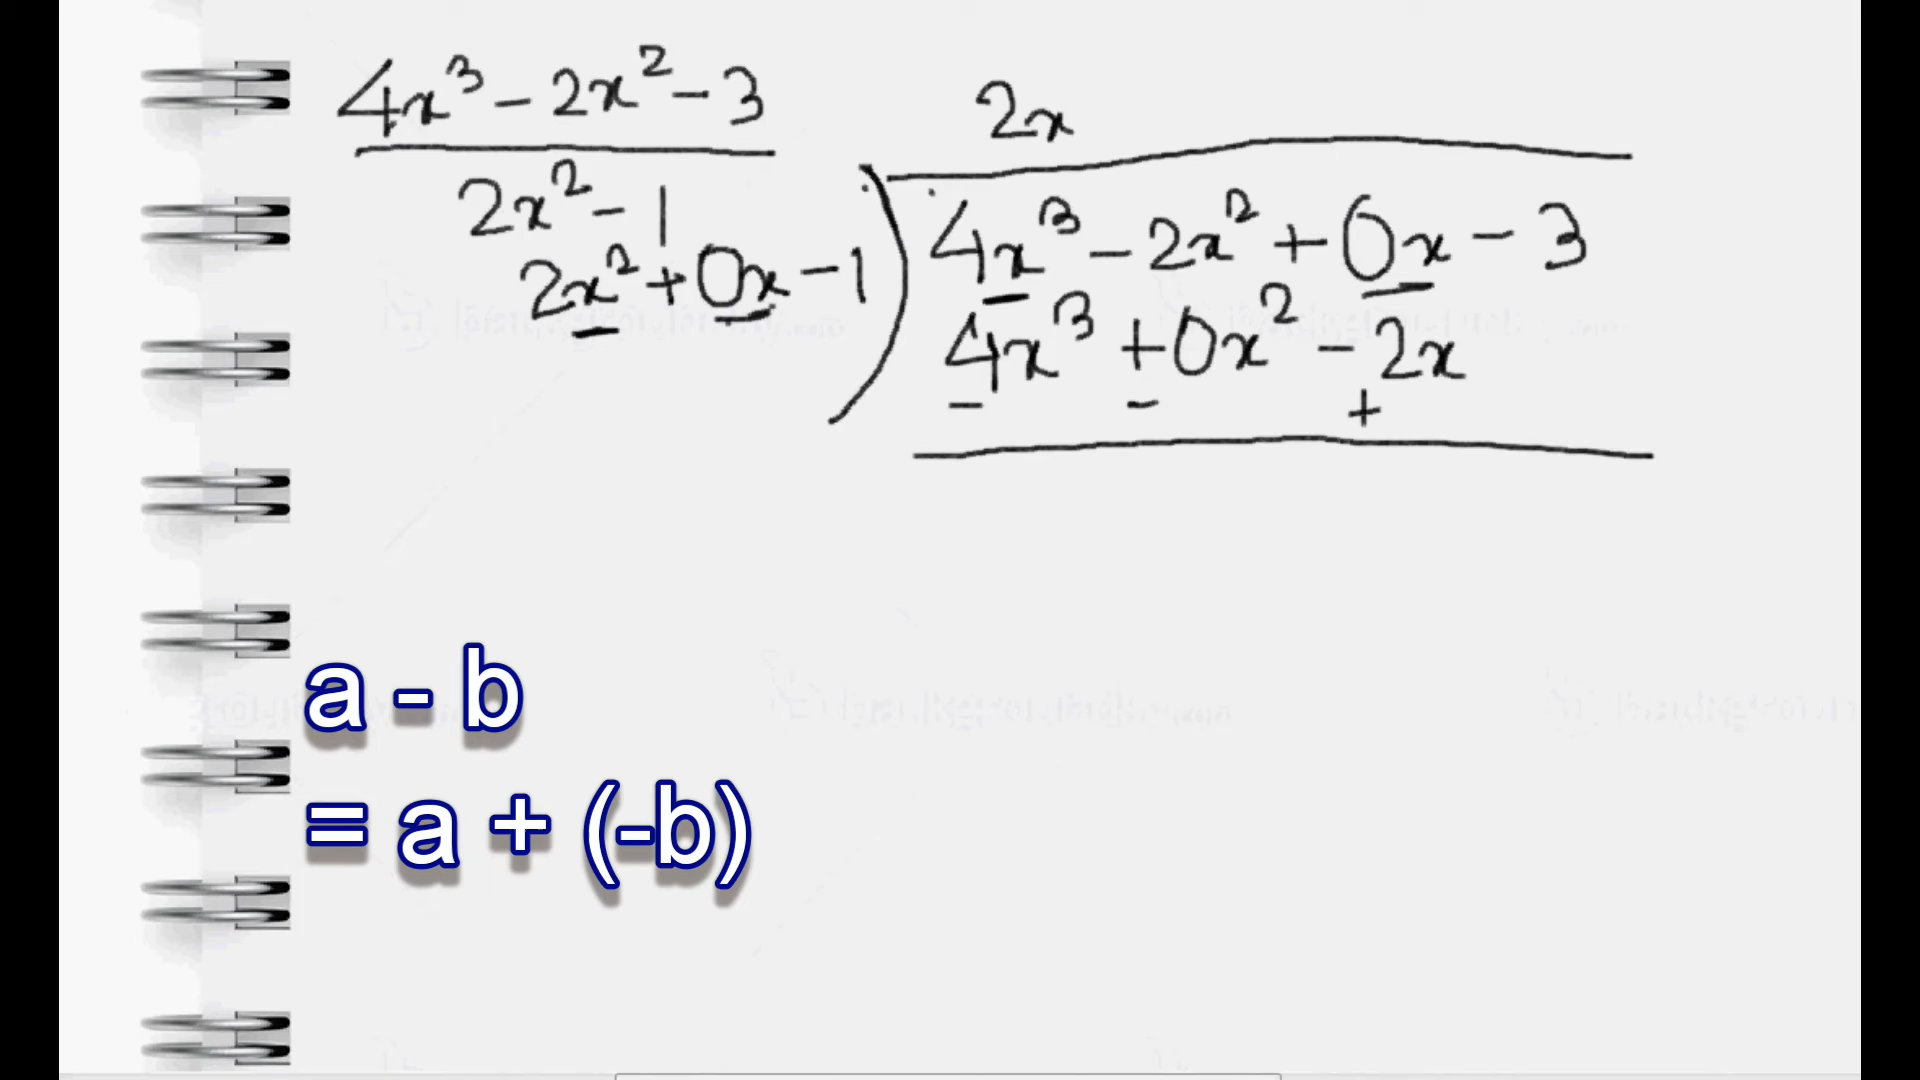 4x³ - 2x² - 3
2x² - 1
2x
2x² + 0x - 1 ) 4x³ - 2x² + 0x - 3
4x³ + 0x² - 2x
- - +
a - b
= a + (-b)